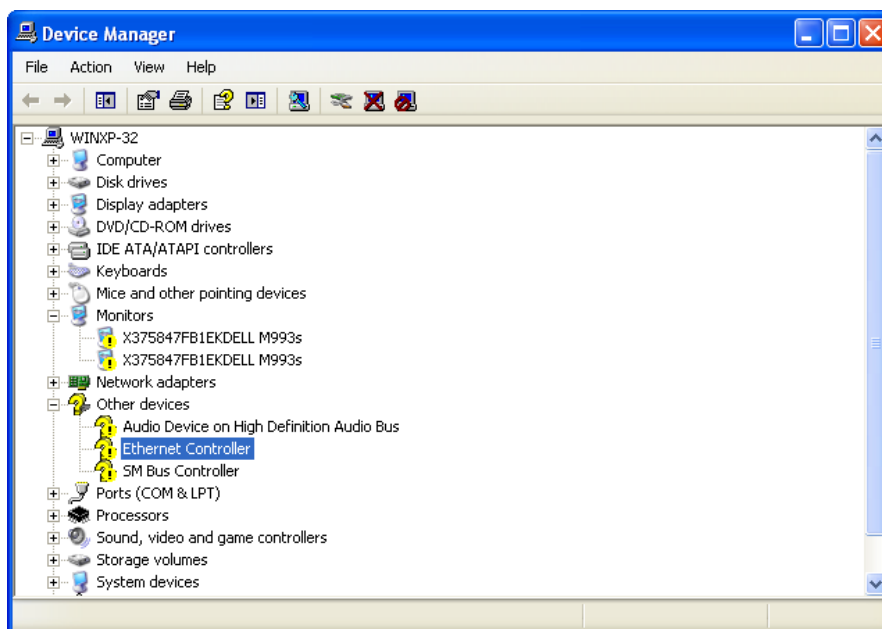 Device Manager
File Action View Help
WINXP-32
Computer
Disk drives
Display adapters
DVD/CD-ROM drives
IDE ATA/ATAPI controllers
Keyboards
Mice and other pointing devices
Monitors
X375847FB1EKDELL M993s
X375847FB1EKDELL M993s
Network adapters
Other devices
Audio Device on High Definition Audio Bus
Ethernet Controller
SM Bus Controller
Ports (COM & LPT)
Processors
Sound, video and game controllers
Storage volumes
System devices